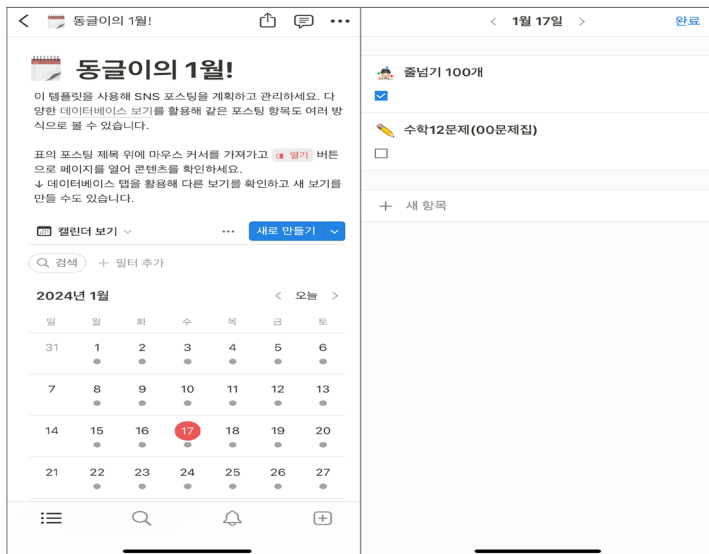 동글이의 1월!
동글이의 1월!
이 템플릿을 사용해 SNS 포스팅을 계획하고 관리하세요. 다
양한 데이터베이스 보기를 활용해 같은 포스팅 항목도 여러 방
식으로 볼 수 있습니다.
표의 포스팅 제목 위에 마우스 커서를 가져가고 열기 버튼
으로 페이지를 열어 콘텐츠를 확인하세요.
↓ 데이터베이스 탭을 활용해 다른 보기를 확인하고 새 보기를
만들 수도 있습니다.
캘린더 보기 새로 만들기
검색 + 필터 추가
2024년 1월 < 오늘 >
일 월 화 수 목 금 토
31 1 2 3 4 5 6
7 8 9 10 11 12 13
14 15 16 17 18 19 20
21 22 23 24 25 26 27
< 1월 17일 > 완료
줄넘기 100개
수학12문제(00문제집)
+ 새 항목